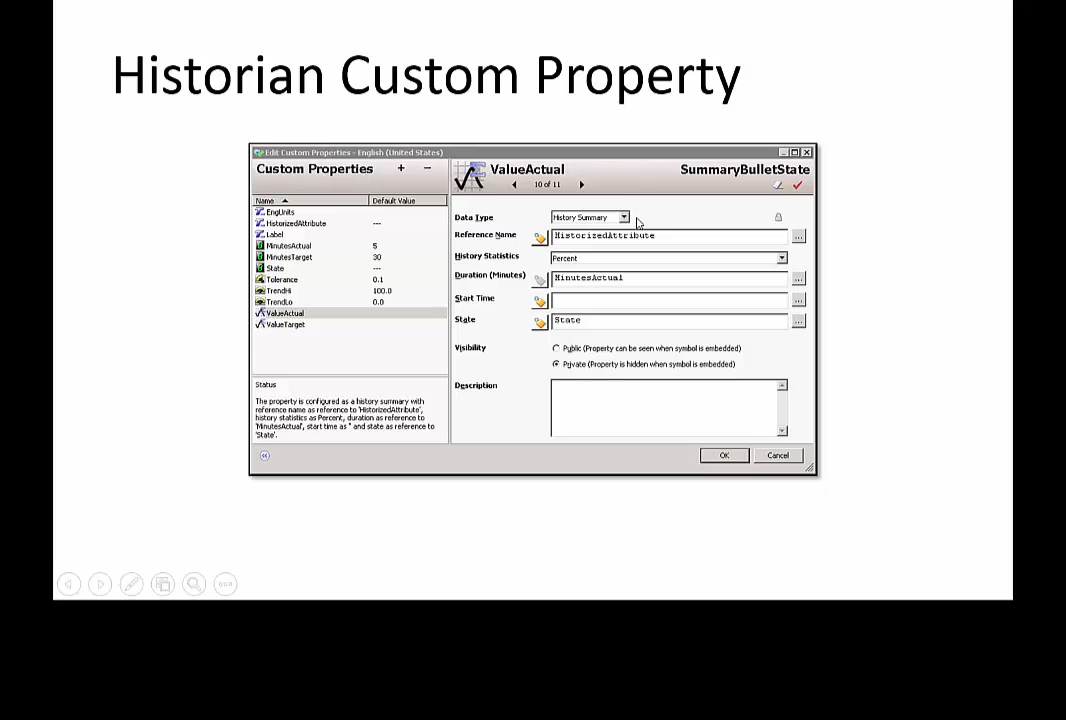 Historian Custom Property
Edit Custom Properties - English (United States)
Custom Properties + -
ValueActual
10 of 11
SummaryBulletState
Name Default Value
EngUnits
HistorizedAttribute ---
Label
MinutesActual 5
MinutesTarget 30
State ---
Tolerance 0.1
TrendHi 100.0
TrendLo 0.0
ValueActual
ValueTarget
Status
The property is configured as a history summary with
reference name as reference to 'HistorizedAttribute',
history statistics as Percent, duration as reference to
'MinutesActual', start time as '' and state as reference to
'State'.
Data Type History Summary
Reference Name HistorizedAttribute ...
History Statistics Percent
Duration (Minutes) MinutesActual ...
Start Time ...
State State ...
Visibility Public (Property can be seen when symbol is embedded)
Private (Property is hidden when symbol is embedded)
Description
OK Cancel